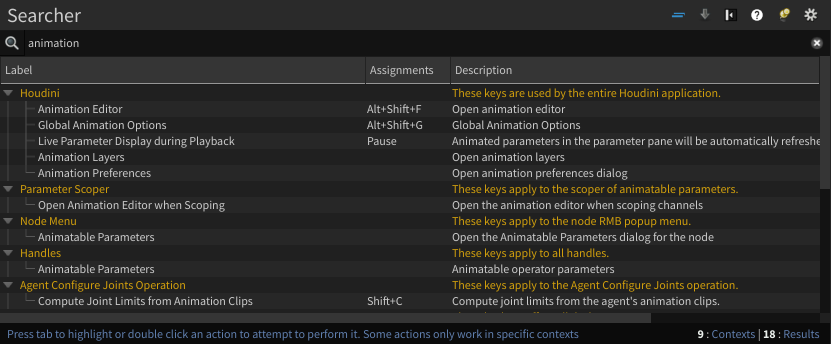 Searcher
animation
Label Assignments Description
Houdini These keys are used by the entire Houdini application.
Animation Editor Alt+Shift+F Open animation editor
Global Animation Options Alt+Shift+G Global Animation Options
Live Parameter Display during Playback Pause Animated parameters in the parameter pane will be automatically refreshe
Animation Layers Open animation layers
Animation Preferences Open animation preferences dialog
Parameter Scoper These keys apply to the scoper of animatable parameters.
Open Animation Editor when Scoping Open the animation editor when scoping channels
Node Menu These keys apply to the node RMB popup menu.
Animatable Parameters Open the Animatable Parameters dialog for the node
Handles These keys apply to all handles.
Animatable Parameters Animatable operator parameters
Agent Configure Joints Operation These keys apply to the Agent Configure Joints operation.
Compute Joint Limits from Animation Clips Shift+C Compute joint limits from the agent's animation clips.
Press tab to highlight or double click an action to attempt to perform it. Some actions only work in specific contexts 9 : Contexts | 18 : Results